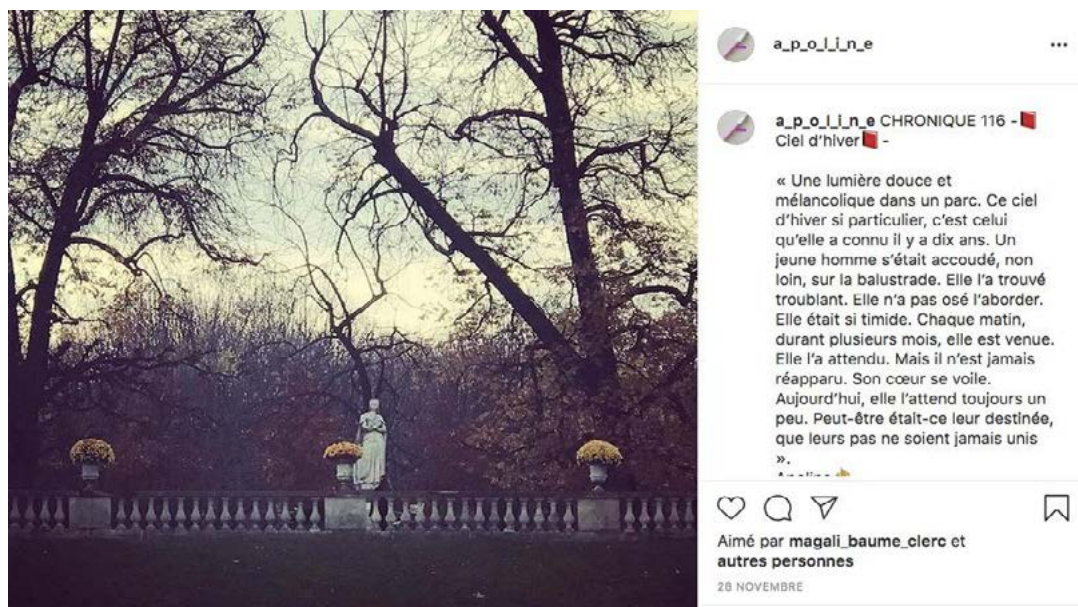 a_p_o_l_i_n_e
a_p_o_l_i_n_e CHRONIQUE 116 -
Ciel d'hiver -
« Une lumière douce et
mélancolique dans un parc. Ce ciel
d'hiver si particulier, c'est celui
qu'elle a connu il y a dix ans. Un
jeune homme s'était accoudé, non
loin, sur la balustrade. Elle l'a trouvé
troublant. Elle n'a pas osé l'aborder.
Elle était si timide. Chaque matin,
durant plusieurs mois, elle est venue.
Elle l'a attendu. Mais il n'est jamais
réapparu. Son cœur se voile.
Aujourd'hui, elle l'attend toujours un
peu. Peut-être était-ce leur destinée,
que leurs pas ne soient jamais unis
».
Aimé par magali_baume_clerc et
autres personnes
28 NOVEMBRE